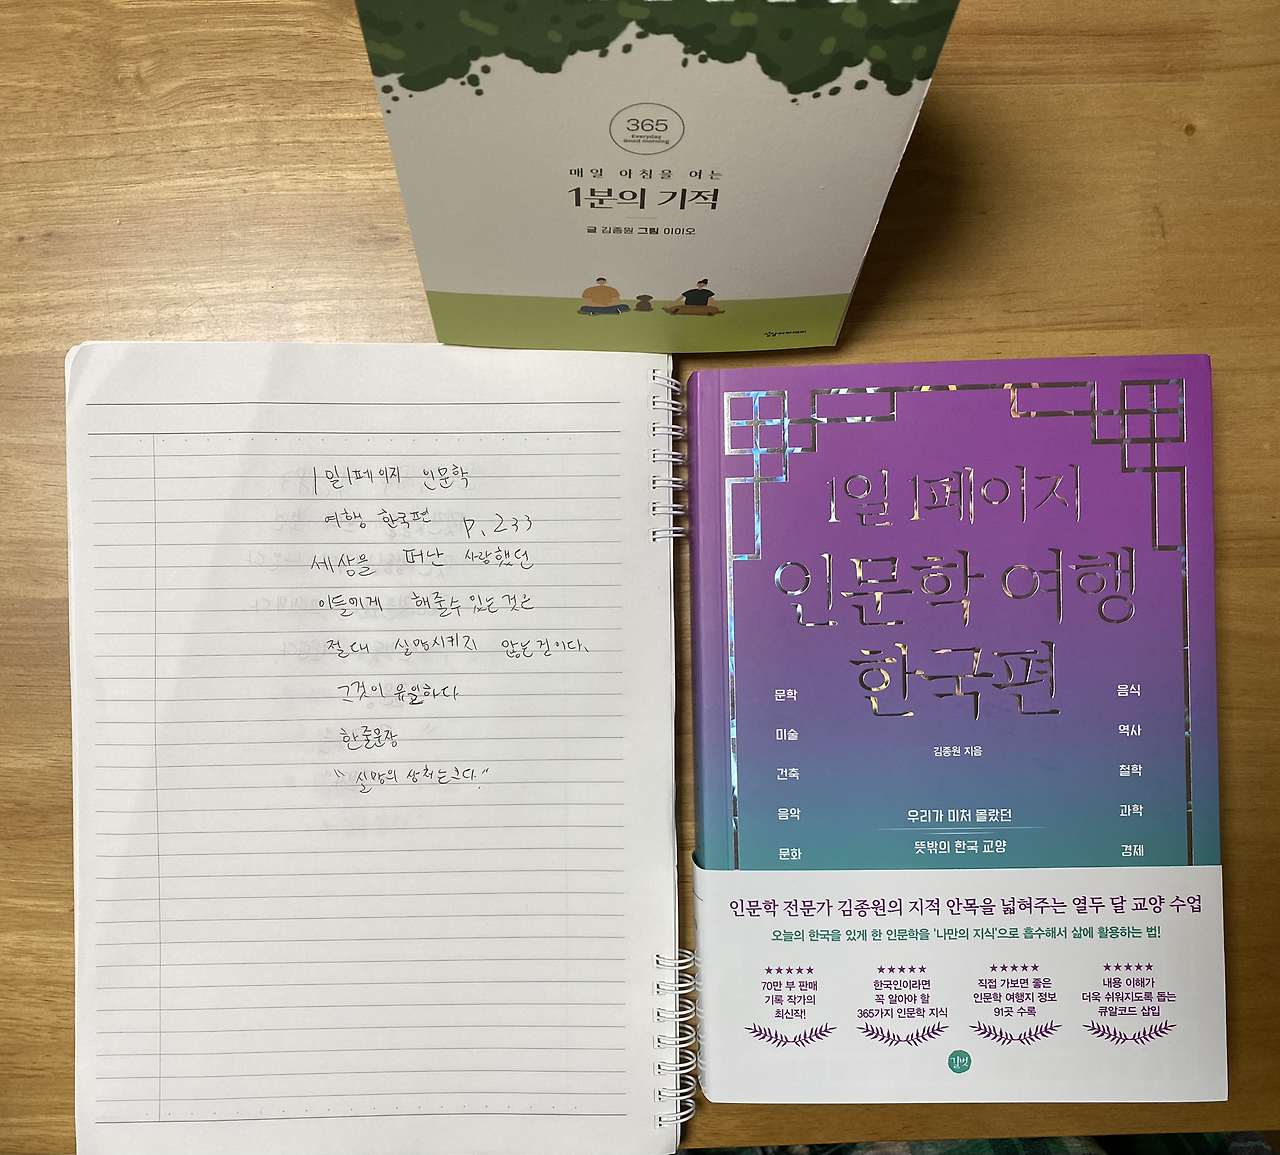 365
Everyday
Good morning
매일 아침을 여는
1분의 기적
글 김종원 그림 이이오
상상아카데미
1일1페이지 인문학
여행 한국편 p.233
세상을 떠난 사랑했던
이들에게 해줄수 있는것은
절대 실망시키지 않는것이다.
그것이 유일하다
한줄문장
"실망의 상처는크다."
1일 1페이지
인문학 여행
한국편
문학
미술
건축
음악
문화
음식
역사
철학
과학
경제
김종원 지음
우리가 미처 몰랐던
뜻밖의 한국 교양
인문학 전문가 김종원의 지적 안목을 넓혀주는 열두 달 교양 수업
오늘의 한국을 있게 한 인문학을 '나만의 지식'으로 흡수해서 삶에 활용하는 법!
★★★★★
70만 부 판매
기록 작가의
최신작!
★★★★★
한국인이라면
꼭 알아야 할
365가지 인문학 지식
★★★★★
직접 가보면 좋은
인문학 여행지 정보
91곳 수록
★★★★★
내용 이해가
더욱 쉬워지도록 돕는
큐알코드 삽입
길벗